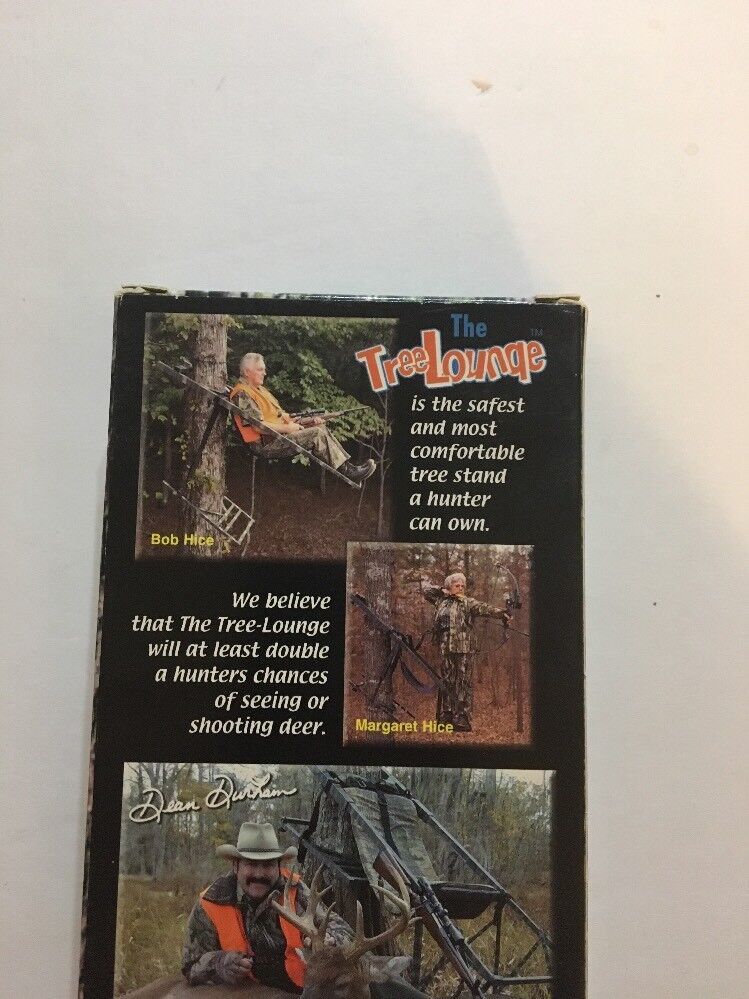 The
TreeLounge TM
is the safest
and most
comfortable
tree stand
a hunter
can own.
Bob Hice
We believe
that The Tree-Lounge
will at least double
a hunters chances
of seeing or
shooting deer.
Margaret Hice
Dean Durham